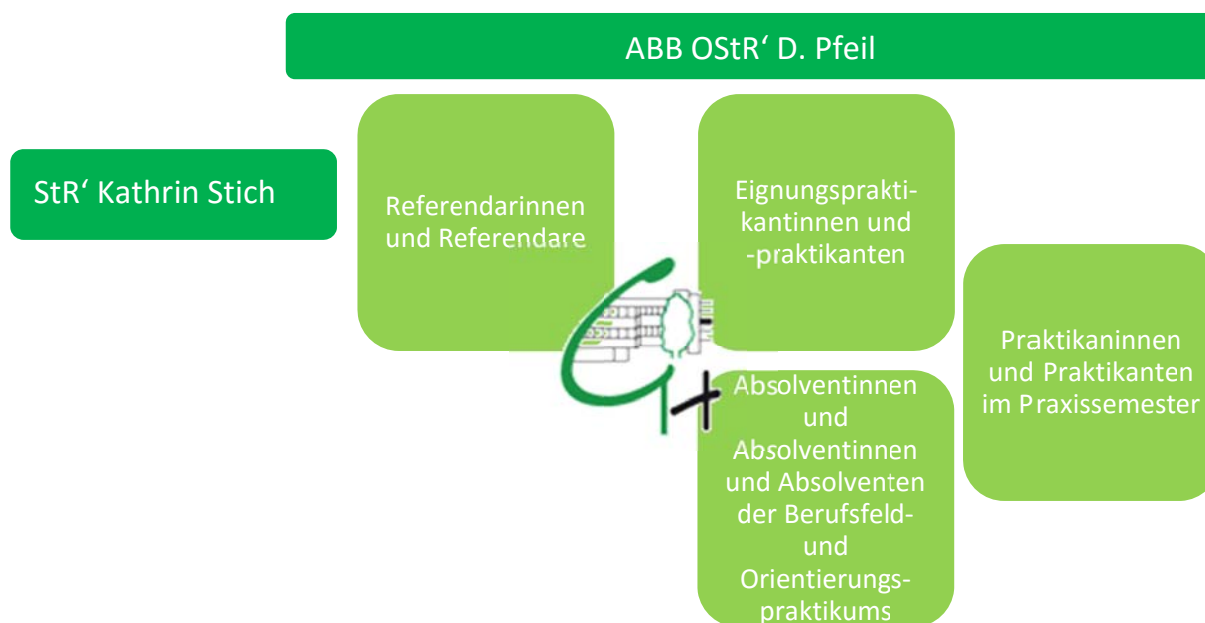 ABB OStR‘ D. Pfeil
StR‘ Kathrin Stich
Referendarinnen
und Referendare
Eignungsprakti-
kantinnen und
-praktikanten
Praktikaninnen
und Praktikanten
im Praxissemester
Absolventinnen
und
Absolventinnen
und Absolventen
der Berufsfeld-
und
Orientierungs-
praktikums